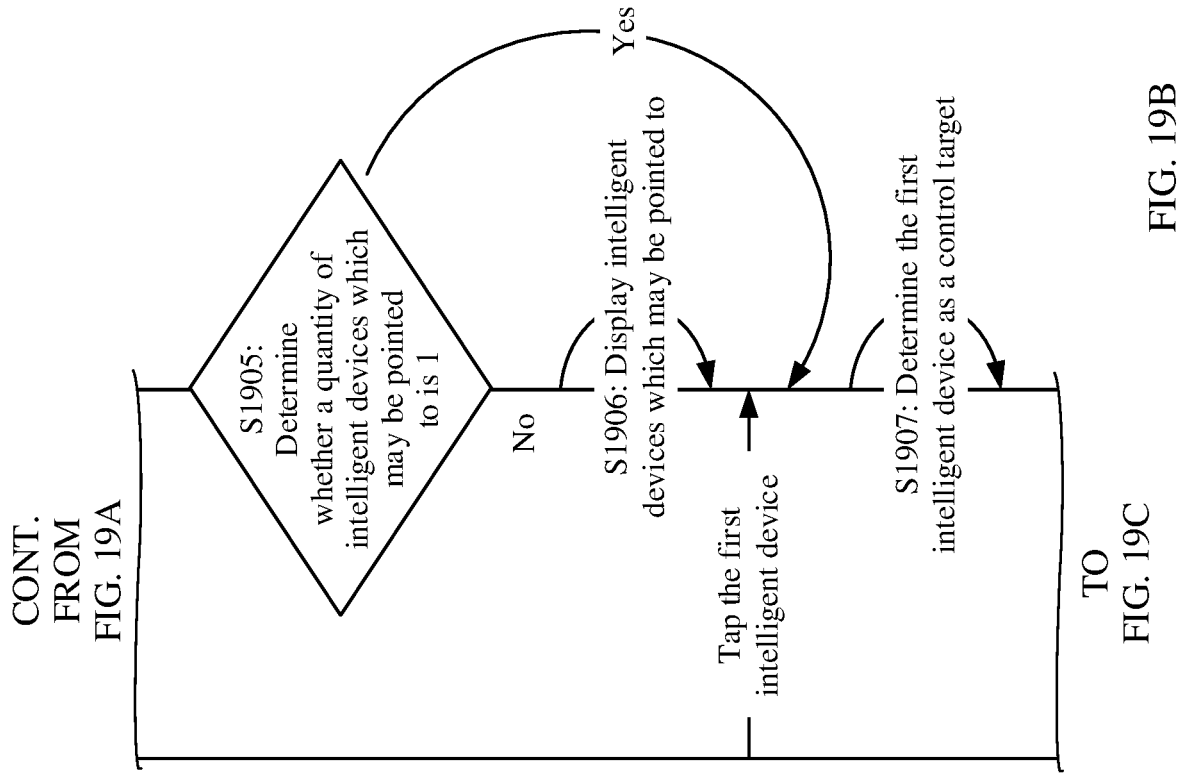 CONT.
FROM
FIG. 19A
S1905:
Determine
whether a quantity of
intelligent devices which
may be pointed
to is 1
Yes
No
S1906: Display intelligent
devices which may be pointed to
Tap the first
intelligent device
S1907: Determine the first
intelligent device as a control target
TO
FIG. 19C
FIG. 19B